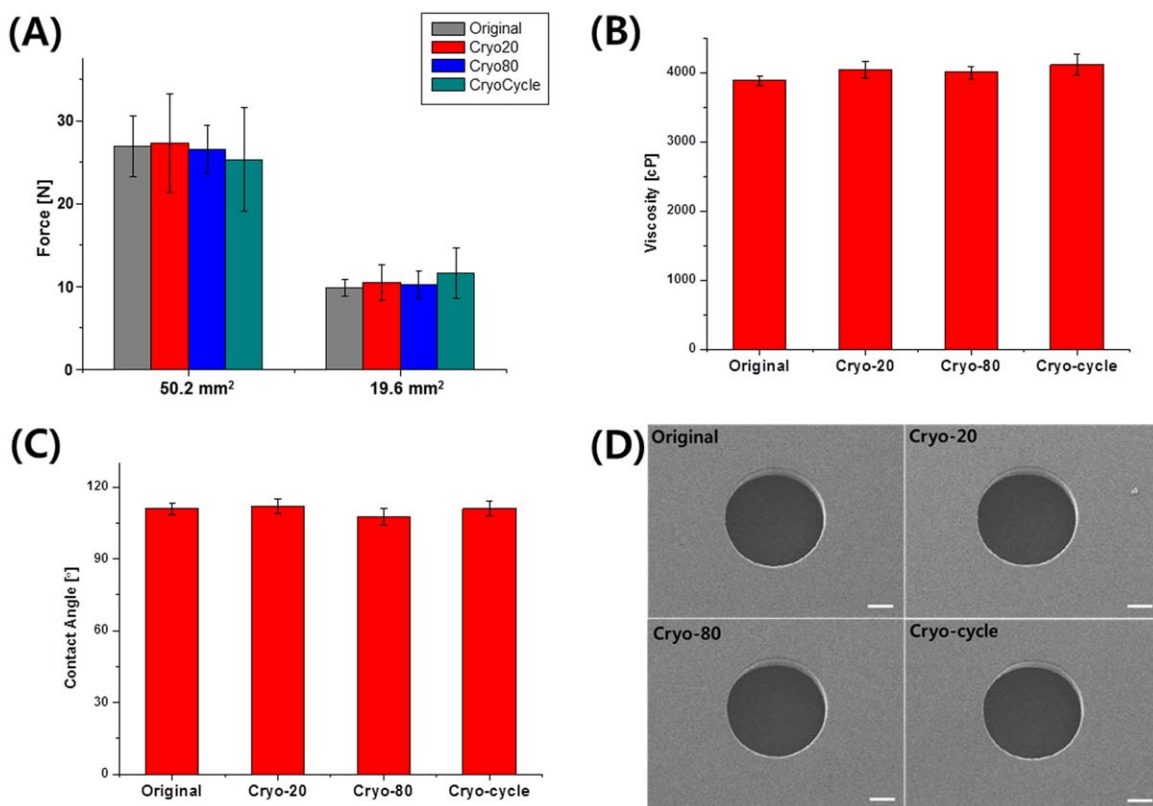 (A)
Original
Cryo20
Cryo80
CryoCycle
Force [N]
30
20
10
0
50.2 mm²
19.6 mm²
(B)
Viscosity [cP]
4000
3000
2000
1000
0
Original
Cryo-20
Cryo-80
Cryo-cycle
(C)
Contact Angle [°]
120
90
60
30
0
Original
Cryo-20
Cryo-80
Cryo-cycle
(D)
Original
Cryo-20
Cryo-80
Cryo-cycle